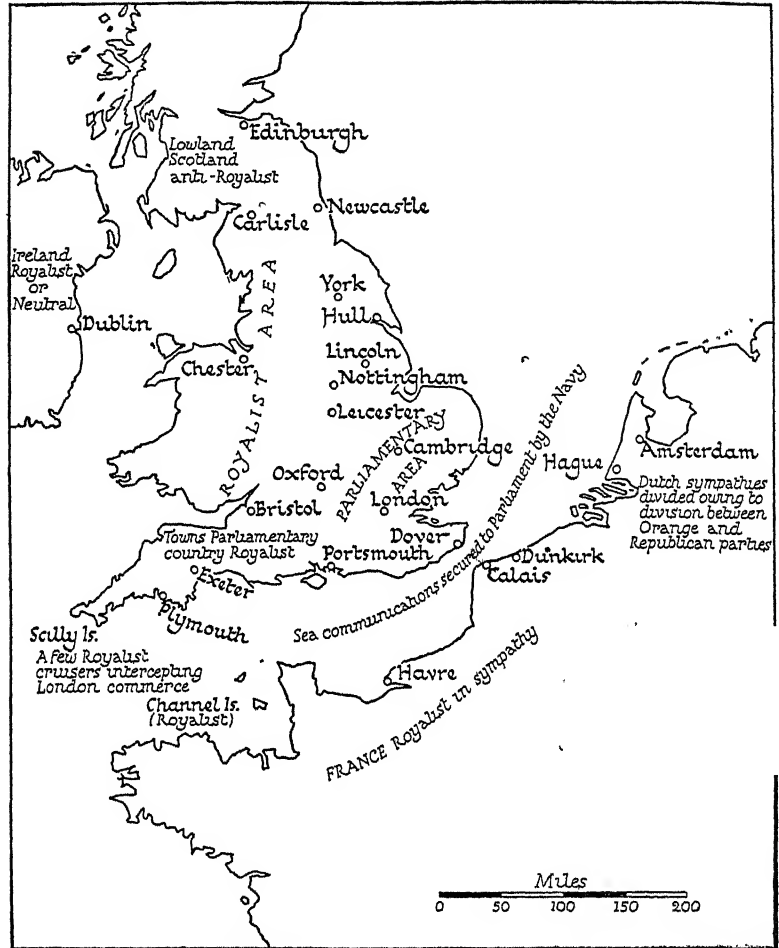 Edinburgh
Lowland
Scotland
anti-Royalist
Newcastle
Carlisle
Ireland
Royalist
or
Neutral
Dublin
York
Hull
ROYALIST AREA
Lincoln
Chester
Nottingham
Leicester
PARLIAMENTARY
AREA
Cambridge
Oxford
London
Bristol
Towns Parliamentary
country Royalist
Dover
Portsmouth
Exeter
Plymouth
Amsterdam
Hague
Dutch sympathies
divided owing to
division between
Orange and
Republican parties
Dunkirk
Calais
Sea communications secured to Parliament by the Navy
Scilly Is.
A few Royalist
cruisers intercepting
London commerce
Channel Is.
(Royalist)
Havre
FRANCE Royalist in sympathy
Miles
0 50 100 150 200